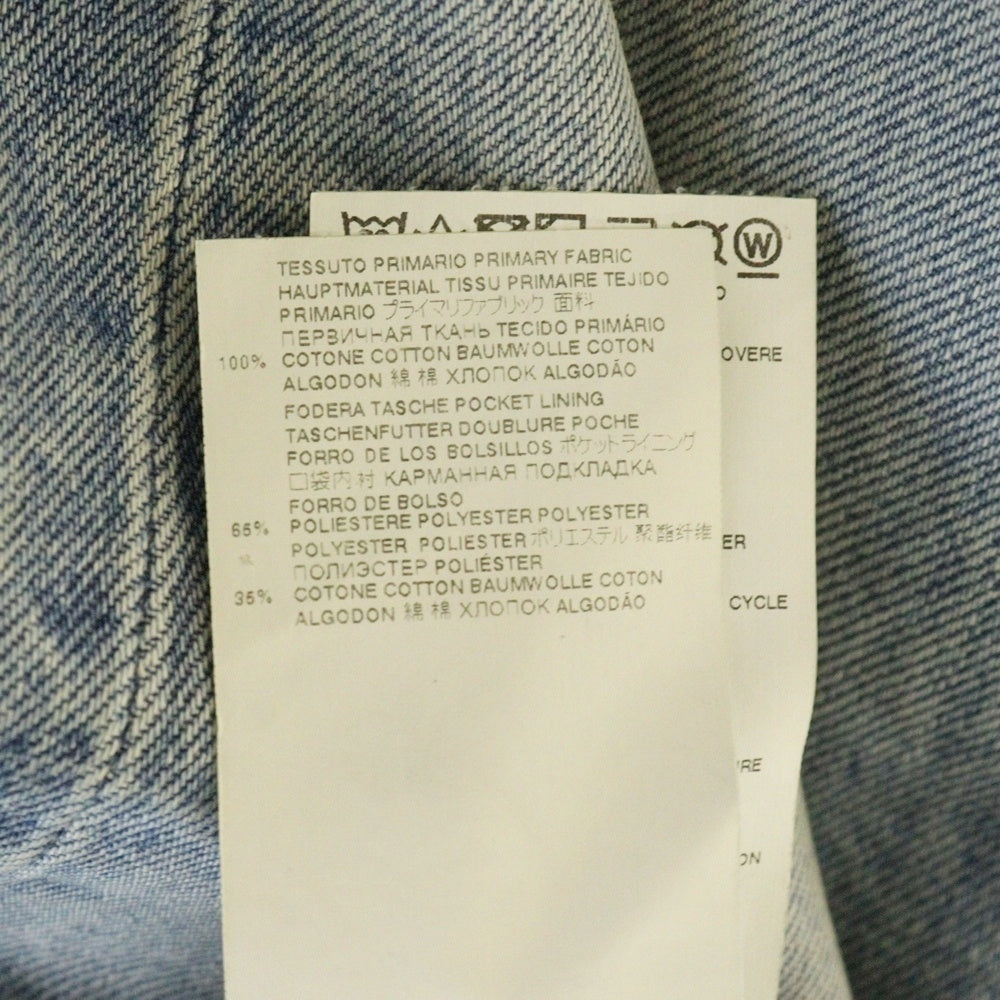 TESSUTO PRIMARIO PRIMARY FABRIC
HAUPTMATERIAL TISSU PRIMAIRE TEJIDO
PRIMARIO プライマリファブリック 面料
ПЕРВИЧНАЯ ТКАНЬ TECIDO PRIMÁRIO
100% COTONE COTTON BAUMWOLLE COTON
ALGODON 綿 棉 ХЛОПОК ALGODÃO
FODERA TASCHE POCKET LINING
TASCHENFUTTER DOUBLURE POCHE
FORRO DE LOS BOLSILLOS ポケットライニング
口袋内衬 КАРМАННАЯ ПОДКЛАДКА
FORRO DE BOLSO
65% POLIESTERE POLYESTER POLYESTER
POLYESTER POLIESTER ポリエステル 聚酯纤维
ПОЛИЭСТЕР POLIÉSTER
35% COTONE COTTON BAUMWOLLE COTON
ALGODON 綿 棉 ХЛОПОК ALGODÃO
W
OVERE
ER
CYCLE
RE
ON